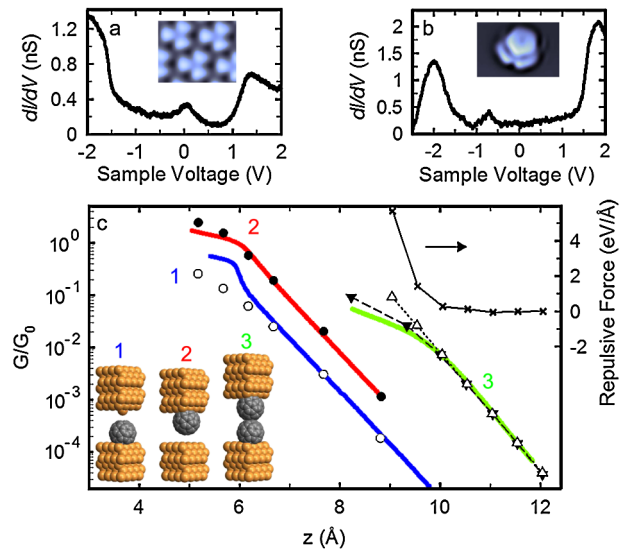 a
dI/dV (nS)
1.2
0.8
0.4
0
-2 -1 0 1 2
Sample Voltage (V)
b
dI/dV (nS)
2
1.5
1
0.5
0
-2 -1 0 1 2
Sample Voltage (V)
c
G/G0
10^0
10^-1
10^-2
10^-3
10^-4
1
2
3
1 2 3
4 6 8 10 12
z (Å)
6
4
2
0
-2
Repulsive Force (eV/Å)